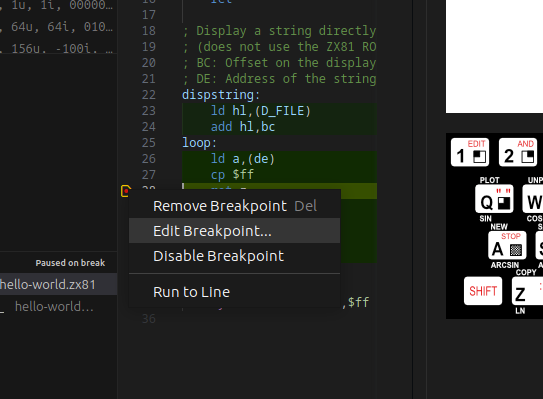 1u, 1i, 00000...
64u, 64i, 010...
156u. -100i.
17
18 ; Display a string directly
19 ; (does not use the ZX81 RO
20 ; BC: Offset on the display
21 ; DE: Address of the string
22 dispstring:
23 ld hl,(D_FILE)
24 add hl,bc
25 loop:
26 ld a,(de)
27 cp $ff
28
Remove Breakpoint Del
Edit Breakpoint...
Disable Breakpoint
Run to Line
,$ff
36
Paused on break
hello-world.zx81
hello-world...
EDIT
AND
1
2
PLOT
UNP
Q
""
W
SIN
COS
NEW
STOP
A
S
ARCSIN
COPY
SHIFT
Z
:
LN